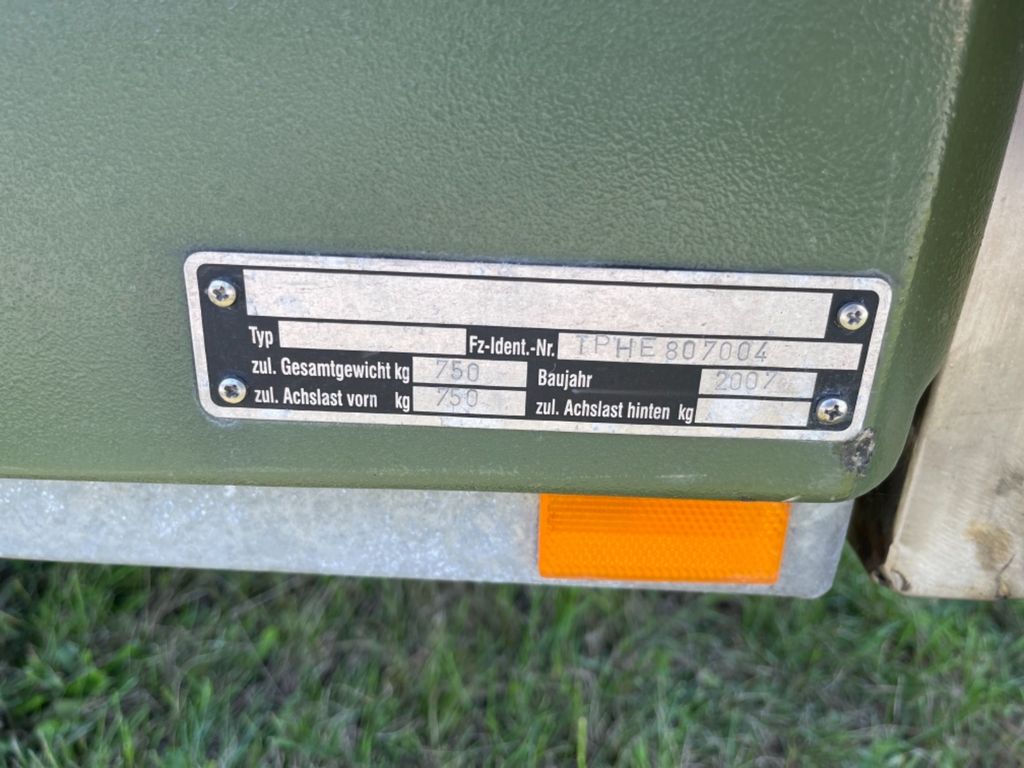 Typ Fz-Ident.-Nr. TPHE 807004
zul. Gesamtgewicht kg 750 Baujahr 2007
zul. Achslast vorn kg 750 zul. Achslast hinten kg